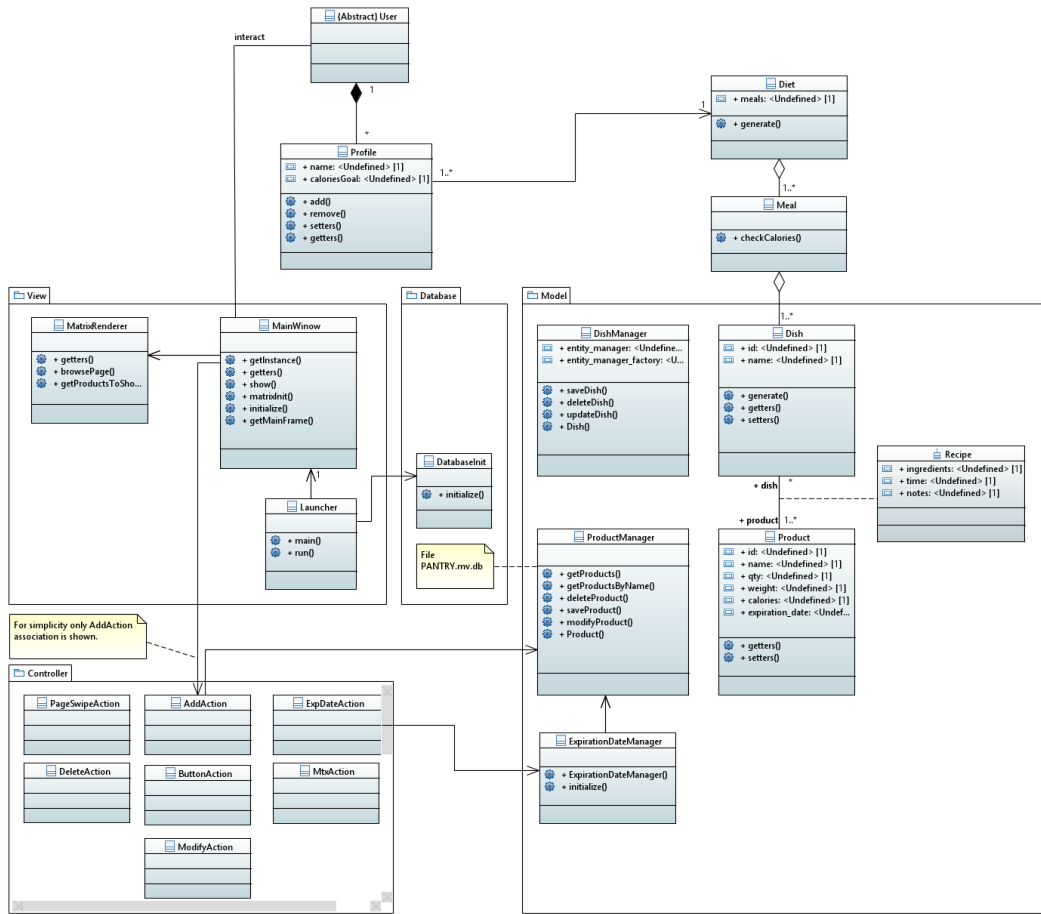 {Abstract} User
interact
1
*
Profile
+ name: <Undefined> [1]
+ caloriesGoal: <Undefined> [1]
+ add()
+ remove()
+ setters()
+ getters()
1..*
1
Diet
+ meals: <Undefined> [1]
+ generate()
1..*
Meal
+ checkCalories()
1..*
View
MatrixRenderer
+ getters()
+ browsePage()
+ getProductsToSho...
MainWinow
+ getInstance()
+ getters()
+ show()
+ matrixInit()
+ initialize()
+ getMainFrame()
1
Launcher
+ main()
+ run()
Database
DatabaseInit
+ initialize()
File
PANTRY.mv.db
Model
DishManager
+ entity_manager: <Undefine...
+ entity_manager_factory: <U...
+ saveDish()
+ deleteDish()
+ updateDish()
+ Dish()
Dish
+ id: <Undefined> [1]
+ name: <Undefined> [1]
+ generate()
+ getters()
+ setters()
+ dish
*
Recipe
+ ingredients: <Undefined> [1]
+ time: <Undefined> [1]
+ notes: <Undefined> [1]
+ product
1..*
ProductManager
+ getProducts()
+ getProductsByName()
+ deleteProduct()
+ saveProduct()
+ modifyProduct()
+ Product()
Product
+ id: <Undefined> [1]
+ name: <Undefined> [1]
+ qty: <Undefined> [1]
+ weight: <Undefined> [1]
+ calories: <Undefined> [1]
+ expiration_date: <Undef...
+ getters()
+ setters()
ExpirationDateManager
+ ExpirationDateManager()
+ initialize()
For simplicity only AddAction
association is shown.
Controller
PageSwipeAction
AddAction
ExpDateAction
DeleteAction
ButtonAction
MtxAction
ModifyAction